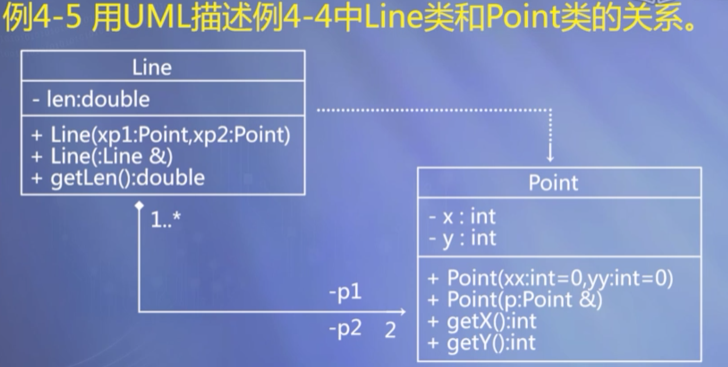 例4-5 用UML描述例4-4中Line类和Point类的关系。
Line
- len:double
+ Line(xp1:Point,xp2:Point)
+ Line(:Line &)
+ getLen():double
1..*
-p1
-p2 2
Point
- x : int
- y : int
+ Point(xx:int=0,yy:int=0)
+ Point(p:Point &)
+ getX():int
+ getY():int